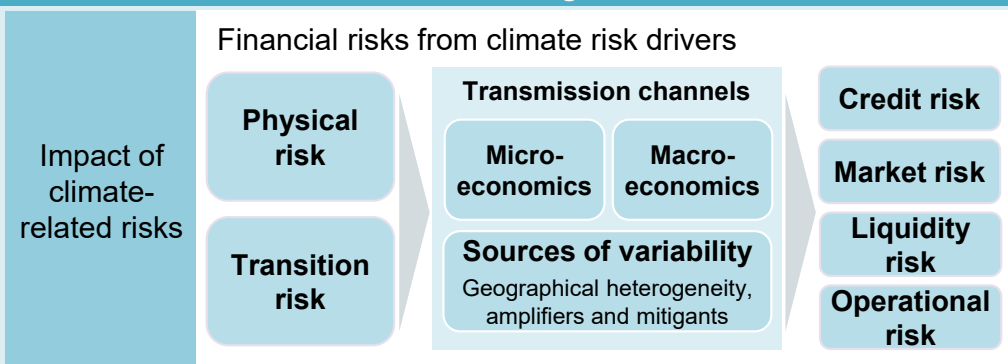 Financial risks from climate risk drivers
Impact of
climate-
related risks
Physical
risk
Transition
risk
Transmission channels
Micro-
economics
Macro-
economics
Sources of variability
Geographical heterogeneity,
amplifiers and mitigants
Credit risk
Market risk
Liquidity
risk
Operational
risk